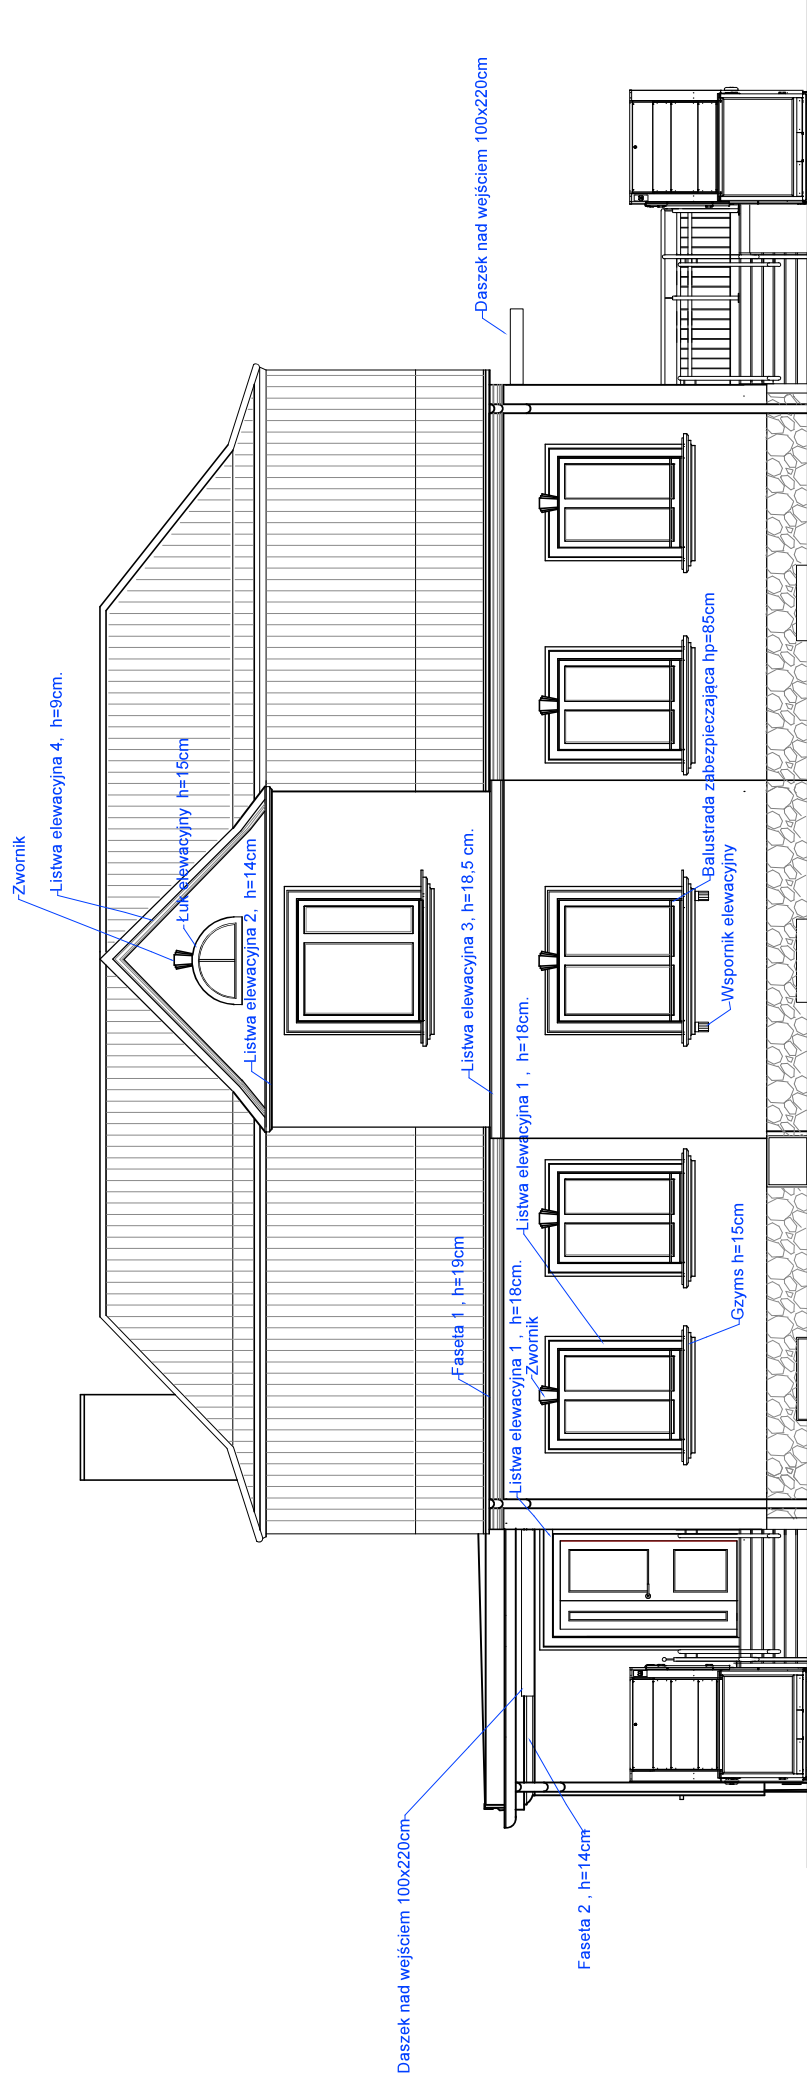 Zwornik
Listwa elewacyjna 4, h=9cm.
Łuk elewacyjny h=15cm
Listwa elewacyjna 2, h=14cm
Daszek nad wejściem 100x220cm
Faseta 1 , h=19cm
Listwa elewacyjna 3, h=18,5 cm.
Daszek nad wejściem 100x220cm
Listwa elewacyjna 1 , h=18cm.
Listwa elewacyjna 1 , h=18cm.
Zwornik
Faseta 2 , h=14cm
Balustrada zabezpieczająca hp=85cm
Wspornik elewacyjny
Gzyms h=15cm